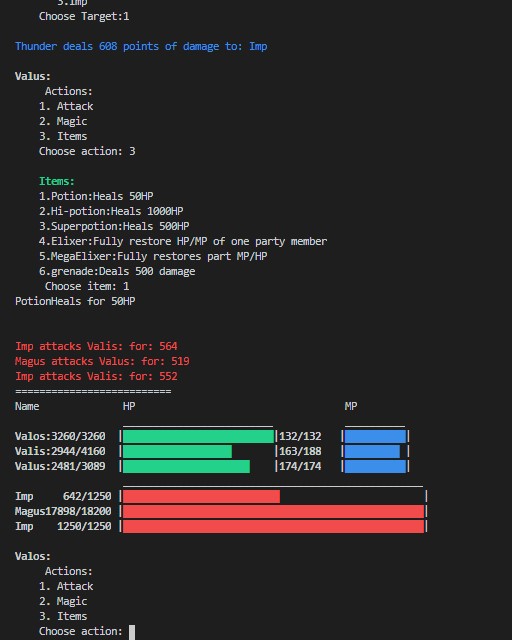 3.Imp
Choose Target:1
Thunder deals 608 points of damage to: Imp
Valus:
Actions:
1. Attack
2. Magic
3. Items
Choose action: 3
Items:
1.Potion:Heals 50HP
2.Hi-potion:Heals 1000HP
3.Superpotion:Heals 500HP
4.Elixer:Fully restore HP/MP of one party member
5.MegaElixer:Fully restores part MP/HP
6.grenade:Deals 500 damage
Choose item: 1
PotionHeals for 50HP
Imp attacks Valis: for: 564
Magus attacks Valus: for: 519
Imp attacks Valis: for: 552
==========================
Name HP MP
Valos:3260/3260 |132/132
Valis:2944/4160 |163/188
Valus:2481/3089 |174/174
Imp 642/1250
Magus17898/18200
Imp 1250/1250
Valos:
Actions:
1. Attack
2. Magic
3. Items
Choose action: